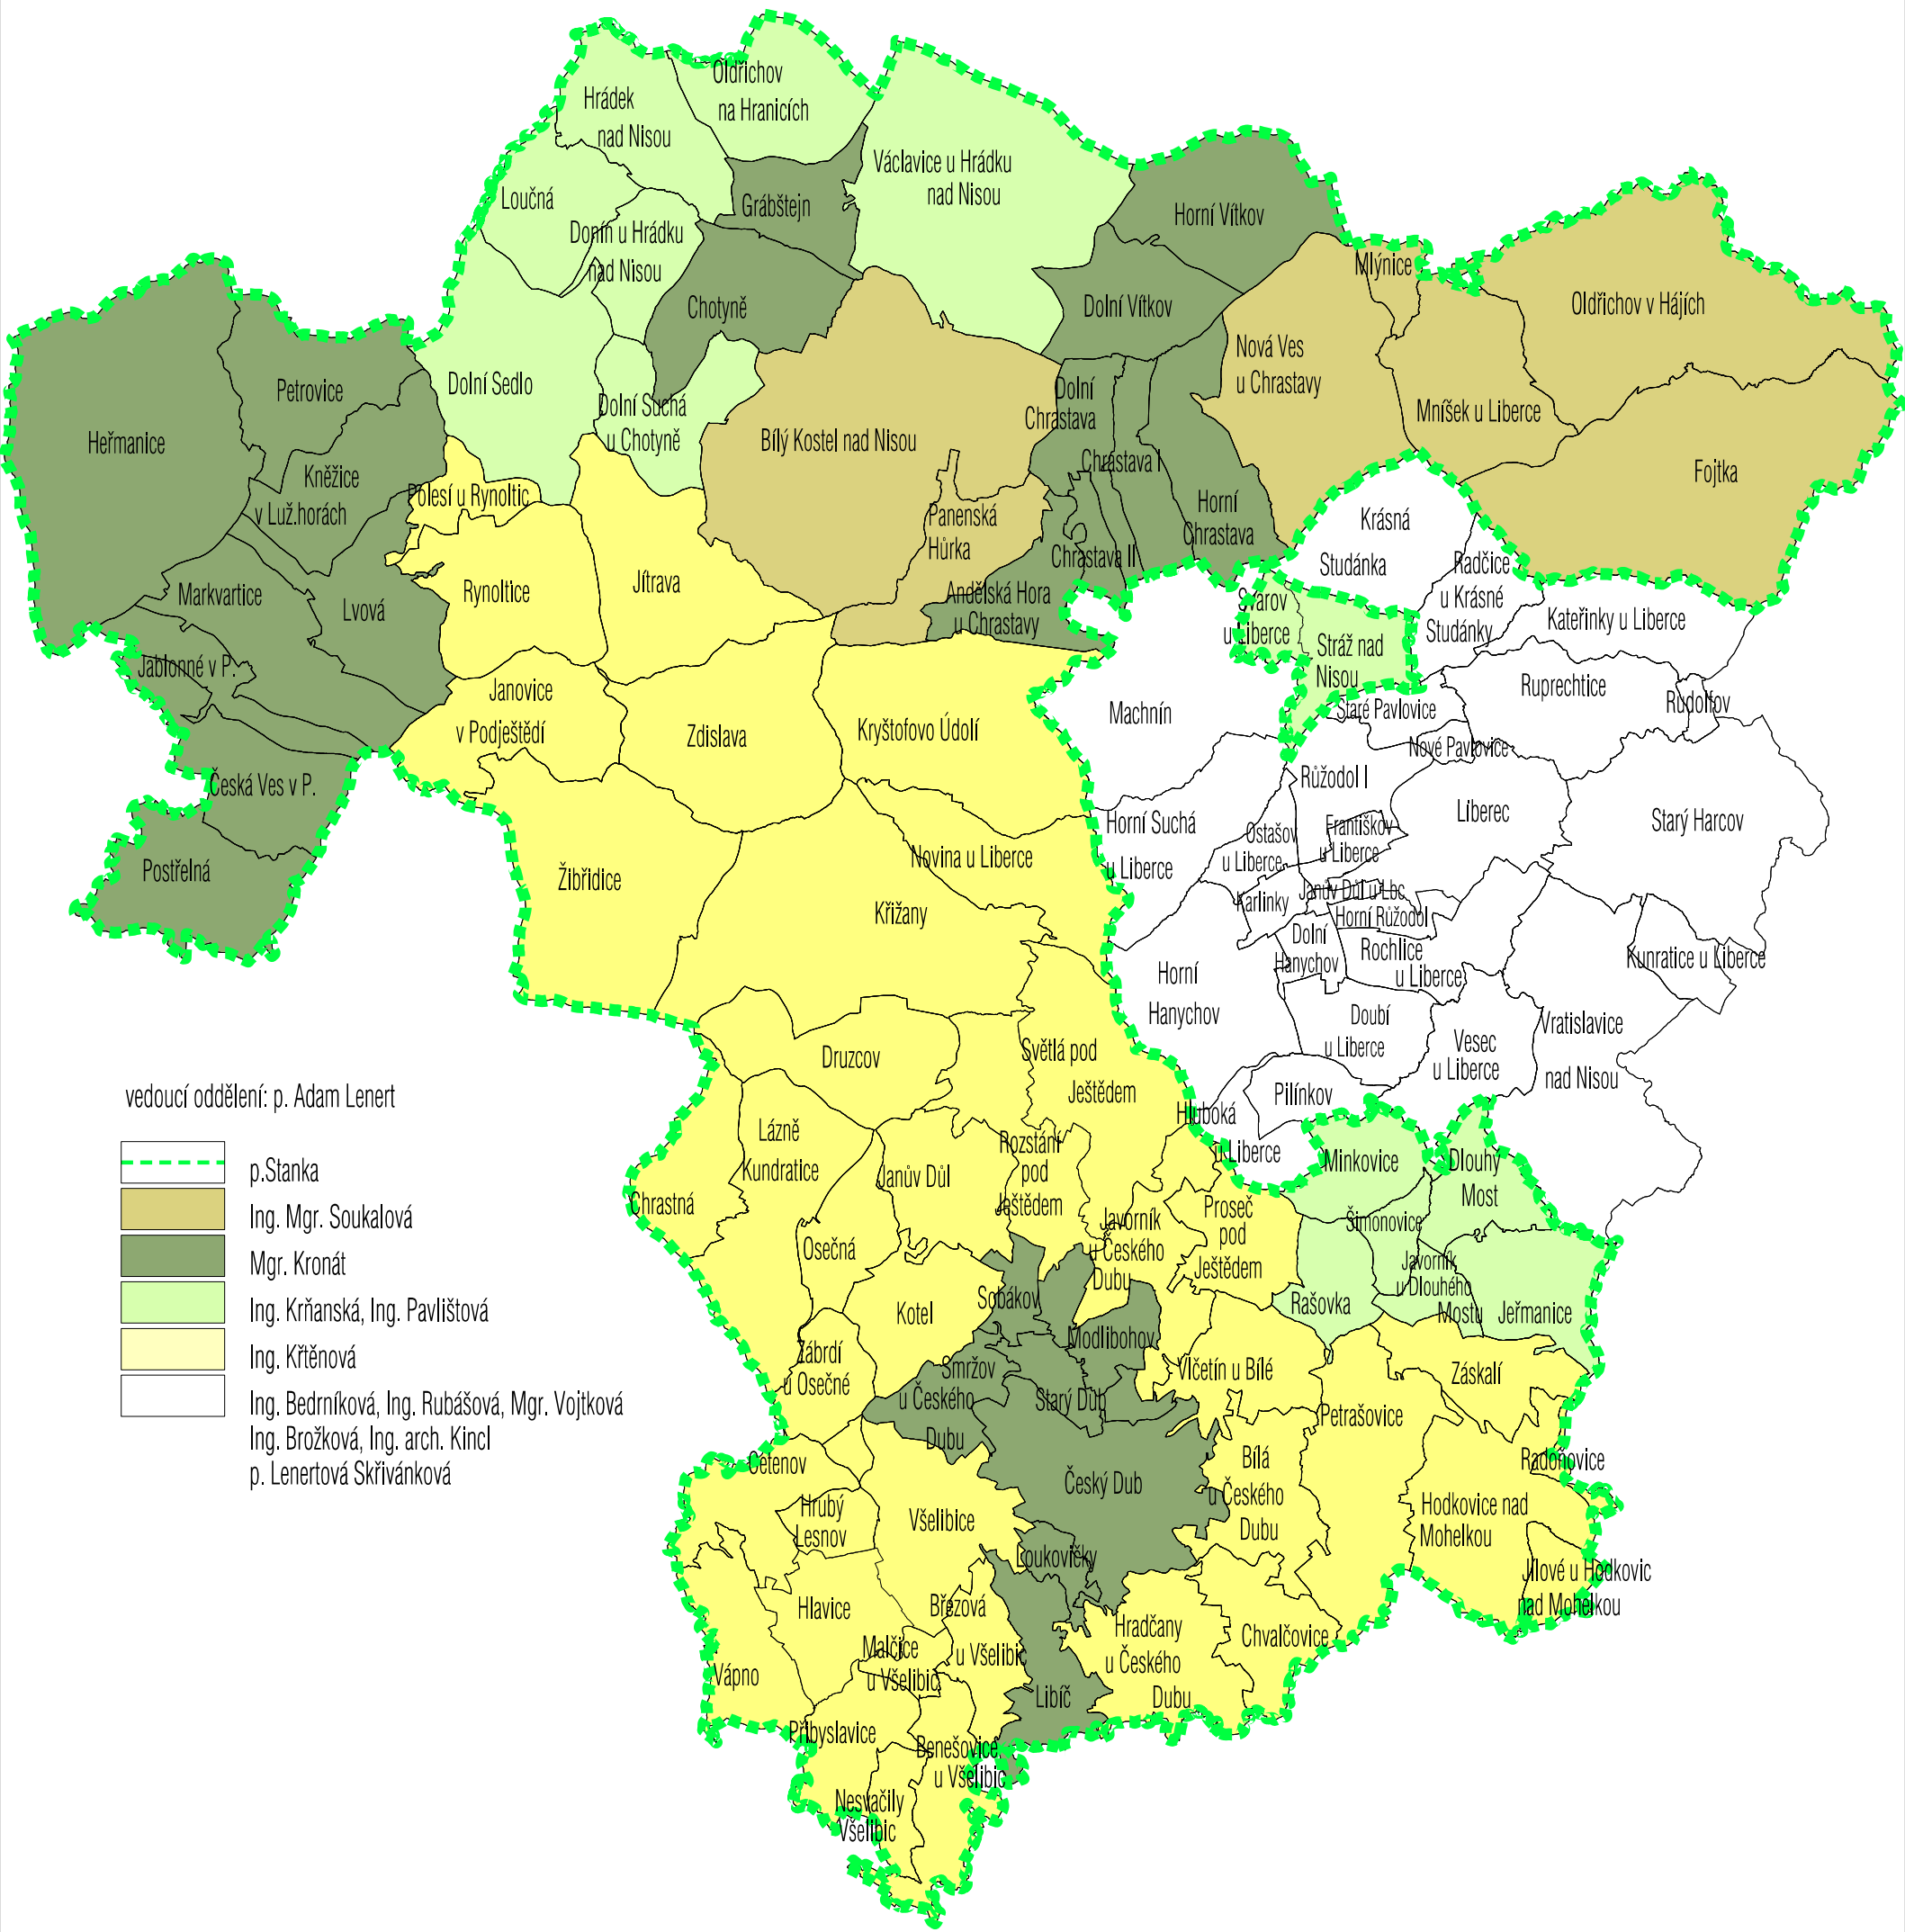 Oldřichov
na Hranicích
Hrádek
nad Nisou
Václavice u Hrádku
nad Nisou
Loučná
Grábštejn
Horní Vítkov
Donín u Hrádku
nad Nisou
Mlýnice
Chotyně
Dolní Vítkov
Oldřichov v Hájích
Nová Ves
u Chrastavy
Petrovice
Dolní Sedlo
Dolní
Chrastava
Dolní Suchá
u Chotyně
Mníšek u Liberce
Heřmanice
Bílý Kostel nad Nisou
Chrastava I
Fojtka
Kněžice
v Luž.horách
Polesí u Rynoltic
Horní
Chrastava
Panenská
Hůrka
Krásná
Studánka
Chrastava II
Radčice
u Krásné
Studánky
Markvartice
Lvová
Rynoltice
Jítrava
Andělská Hora
u Chrastavy
Svárov
u Liberce
Kateřinky u Liberce
Stráž nad
Nisou
Jablonné v P.
Janovice
v Podještědí
Zdislava
Kryštofovo Údolí
Machnín
Ruprechtice
Rudolfov
Staré Pavlovice
Nové Pavlovice
Česká Ves v P.
Růžodol I
Liberec
Starý Harcov
Horní Suchá
u Liberce
Ostašov
u Liberce
Františkov
u Liberce
Postřelná
Žibřidice
Novina u Liberce
Křižany
Karlinky
Janův Důl u Lbc.
Horní Růžodol
Dolní
Hanychov
Rochlice
u Liberce
Kunratice u Liberce
Horní
Hanychov
Doubí
u Liberce
Vratislavice
nad Nisou
Vesec
u Liberce
Druzcov
Světlá pod
Ještědem
Pilínkov
Hluboká
u Liberce
vedoucí oddělení: p. Adam Lenert
p.Stanka
Ing. Mgr. Soukalová
Mgr. Kronát
Ing. Krňanská, Ing. Pavlištová
Ing. Křtěnová
Ing. Bedrníková, Ing. Rubášová, Mgr. Vojtková
Ing. Brožková, Ing. arch. Kincl
p. Lenertová Skřivánková
Lázně
Kundratice
Janův Důl
Rozstání
pod
Ještědem
Minkovice
Dlouhý
Most
Chrastná
Osečná
Javorník
u Českého
Dubu
Proseč
pod
Ještědem
Šimonovice
Javorník
u Dlouhého
Mostu
Jeřmanice
Rašovka
Kotel
Sobákov
Modlibohov
Zábrdí
u Osečné
Smržov
u Českého
Dubu
Starý Dub
Vlčetín u Bílé
Záskalí
Petrašovice
Cetenov
Český Dub
Bílá
u Českého
Dubu
Radoňovice
Hrubý
Lesnov
Všelibice
Hodkovice nad
Mohelkou
Loukovičky
Jílové u Hodkovic
nad Mohelkou
Hlavice
Březová
u Všelibic
Hradčany
u Českého
Dubu
Chvalčovice
Malčice
u Všelibic
Vápno
Libíč
Přibyslavice
Benešovice
u Všelibic
Nesvačily
Všelibic